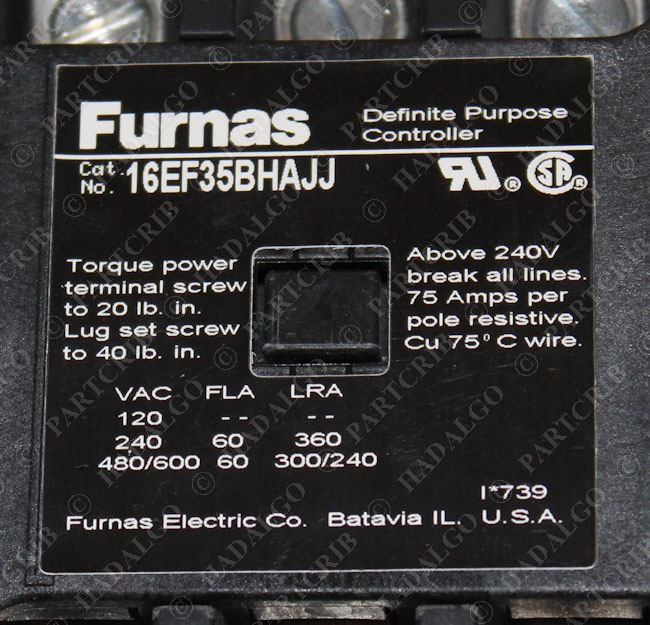 Furnas
Definite Purpose
Controller
Cat.
No. 16EF35BHAJJ
Torque power
terminal screw
to 20 lb. in.
Lug set screw
to 40 lb. in.
Above 240V
break all lines.
75 Amps per
pole resistive.
Cu 75° C wire.
VAC FLA LRA
120 -- --
240 60 360
480/600 60 300/240
I*739
Furnas Electric Co. Batavia IL. U.S.A.
© PARTCRIB
© HADALGO